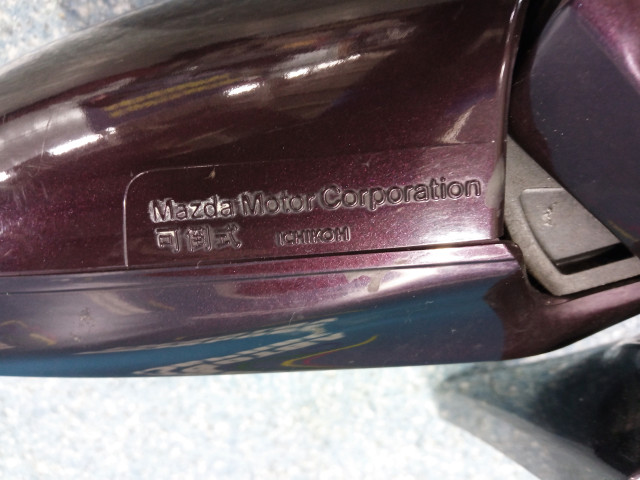 Mazda Motor Corporation
可倒式 ICHIKOH